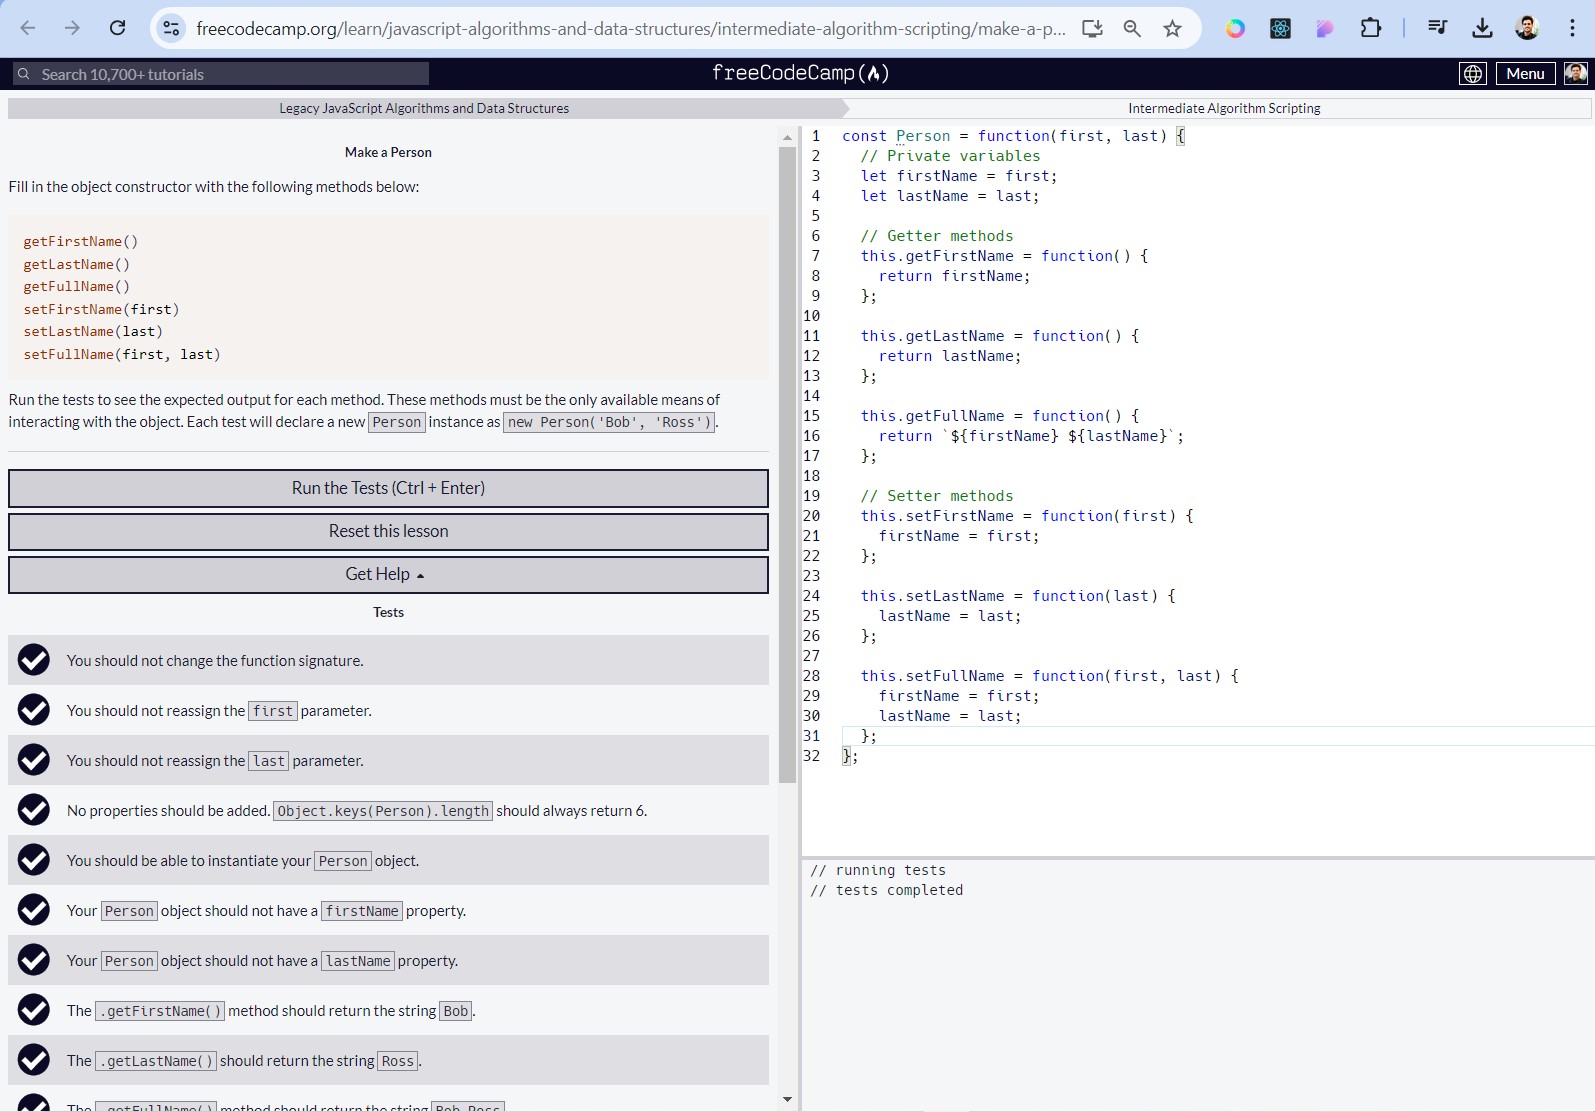 freecodecamp.org/learn/javascript-algorithms-and-data-structures/intermediate-algorithm-scripting/make-a-p...
Search 10,700+ tutorials
freeCodeCamp
Menu
Legacy JavaScript Algorithms and Data Structures
Intermediate Algorithm Scripting
Make a Person
Fill in the object constructor with the following methods below:
getFirstName()
getLastName()
getFullName()
setFirstName(first)
setLastName(last)
setFullName(first, last)
Run the tests to see the expected output for each method. These methods must be the only available means of
interacting with the object. Each test will declare a new Person instance as new Person('Bob', 'Ross').
Run the Tests (Ctrl + Enter)
Reset this lesson
Get Help
Tests
You should not change the function signature.
You should not reassign the first parameter.
You should not reassign the last parameter.
No properties should be added. Object.keys(Person).length should always return 6.
You should be able to instantiate your Person object.
Your Person object should not have a firstName property.
Your Person object should not have a lastName property.
The .getFirstName() method should return the string Bob.
The .getLastName() should return the string Ross.
The .getFullName() method should return the string Bob Ross
1 const Person = function(first, last) {
2 // Private variables
3 let firstName = first;
4 let lastName = last;
5
6 // Getter methods
7 this.getFirstName = function() {
8 return firstName;
9 };
10
11 this.getLastName = function() {
12 return lastName;
13 };
14
15 this.getFullName = function() {
16 return `${firstName} ${lastName}`;
17 };
18
19 // Setter methods
20 this.setFirstName = function(first) {
21 firstName = first;
22 };
23
24 this.setLastName = function(last) {
25 lastName = last;
26 };
27
28 this.setFullName = function(first, last) {
29 firstName = first;
30 lastName = last;
31 };
32 };
// running tests
// tests completed